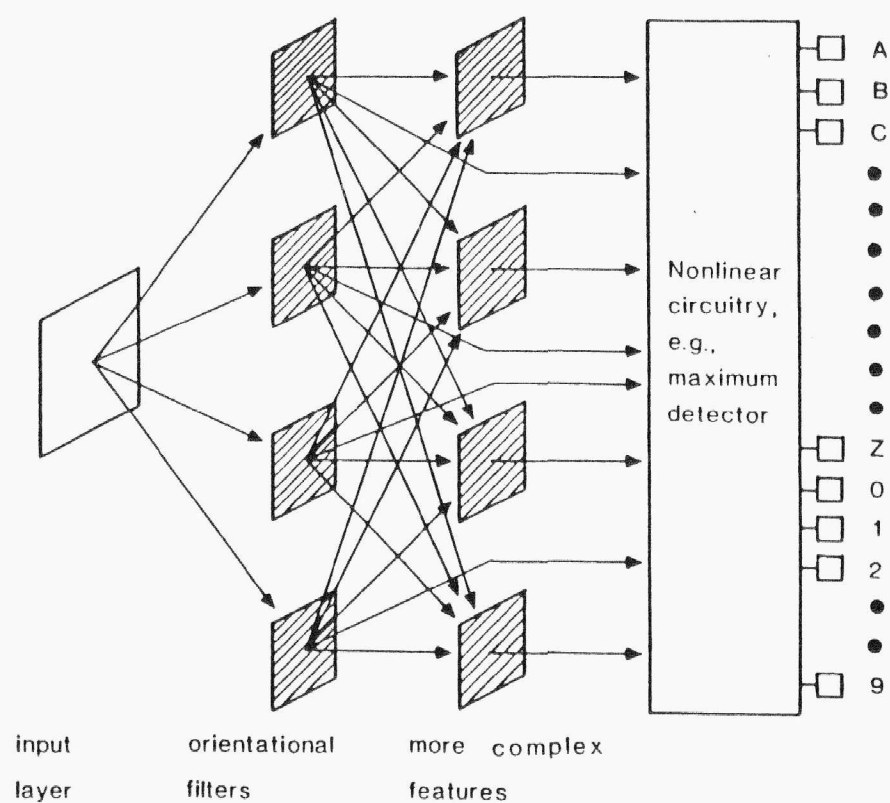 A
B
C
Nonlinear
circuitry,
e.g.,
maximum
detector
Z
0
1
2
9
input layer
orientational filters
more complex features